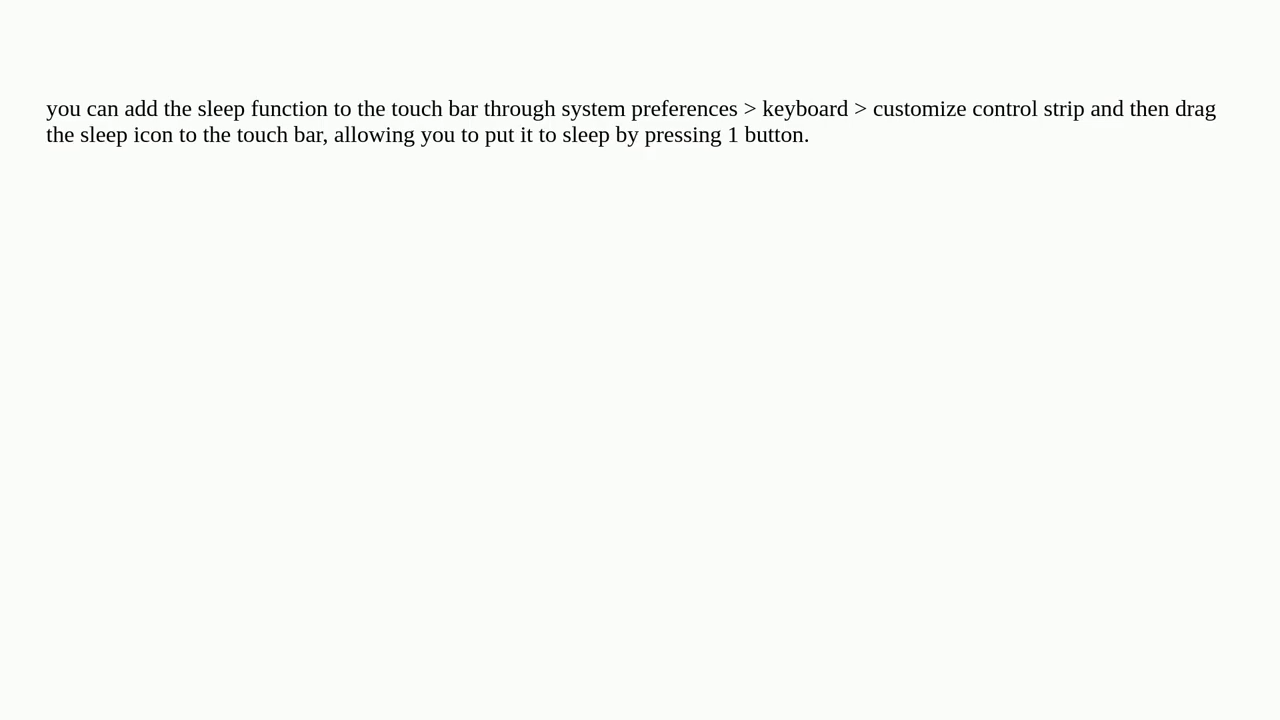 you can add the sleep function to the touch bar through system preferences > keyboard > customize control strip and then drag
the sleep icon to the touch bar, allowing you to put it to sleep by pressing 1 button.